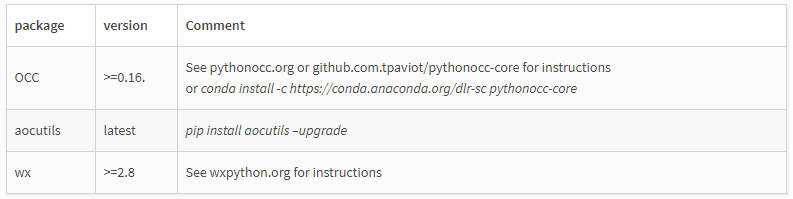 package version Comment
OCC >=0.16. See pythonocc.org or github.com.tpaviot/pythonocc-core for instructions
or conda install -c https://conda.anaconda.org/dlr-sc pythonocc-core
aocutils latest pip install aocutils –upgrade
wx >=2.8 See wxpython.org for instructions